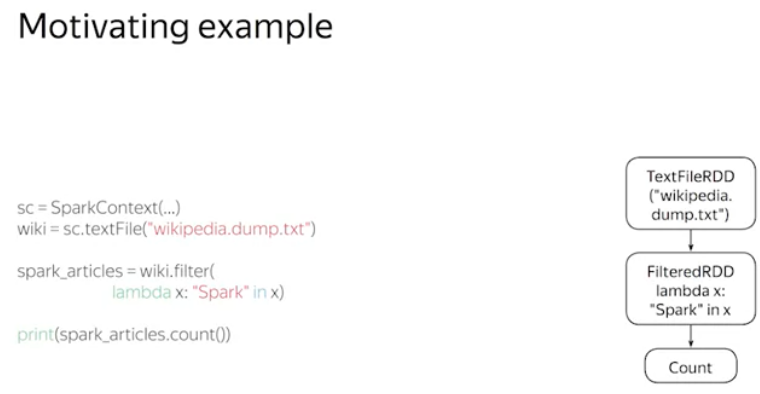 Motivating example
sc = SparkContext(...)
wiki = sc.textFile("wikipedia.dump.txt")
spark_articles = wiki.filter(
lambda x: "Spark" in x)
print(spark_articles.count())
TextFileRDD
("wikipedia.
dump.txt")
FilteredRDD
lambda x:
"Spark" in x
Count